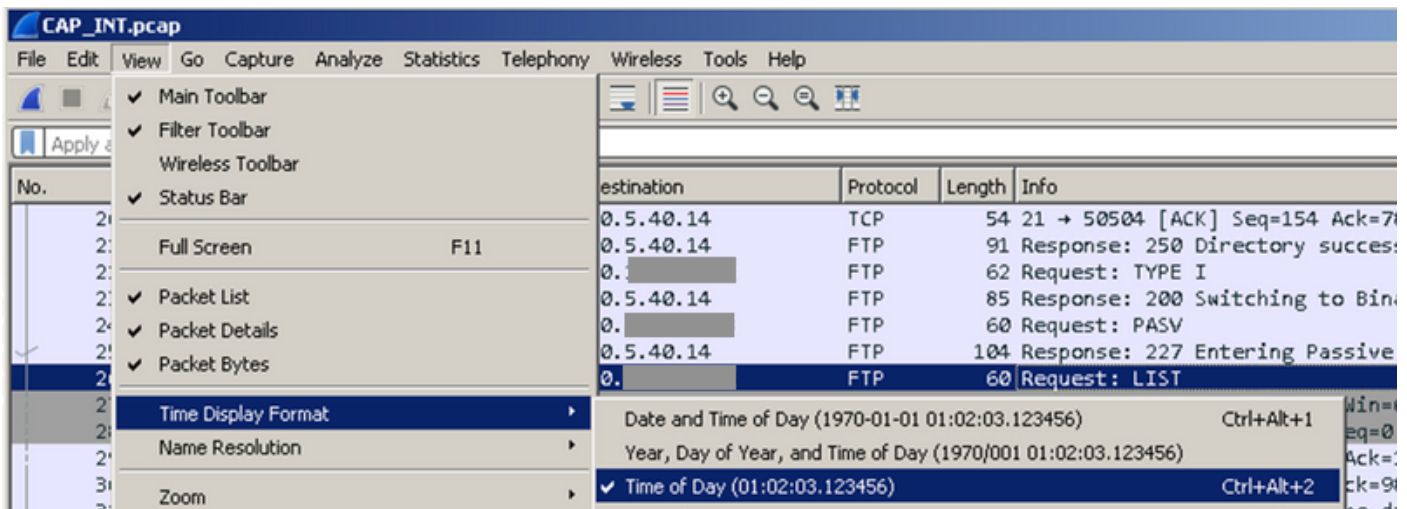 CAP_INT.pcap
File Edit View Go Capture Analyze Statistics Telephony Wireless Tools Help
Main Toolbar
Filter Toolbar
Wireless Toolbar
Status Bar
Full Screen F11
Packet List
Packet Details
Packet Bytes
Time Display Format
Name Resolution
Zoom
Apply
No. estination Protocol Length Info
0.5.40.14 TCP 54 21 → 50504 [ACK] Seq=154 Ack=7
0.5.40.14 FTP 91 Response: 250 Directory succes
0. FTP 62 Request: TYPE I
0.5.40.14 FTP 85 Response: 200 Switching to Bin
0. FTP 60 Request: PASV
0.5.40.14 FTP 104 Response: 227 Entering Passive
0. FTP 60 Request: LIST
Date and Time of Day (1970-01-01 01:02:03.123456) Ctrl+Alt+1
Year, Day of Year, and Time of Day (1970/001 01:02:03.123456)
Time of Day (01:02:03.123456) Ctrl+Alt+2
Win=
eq=0
Ack=
ck=9